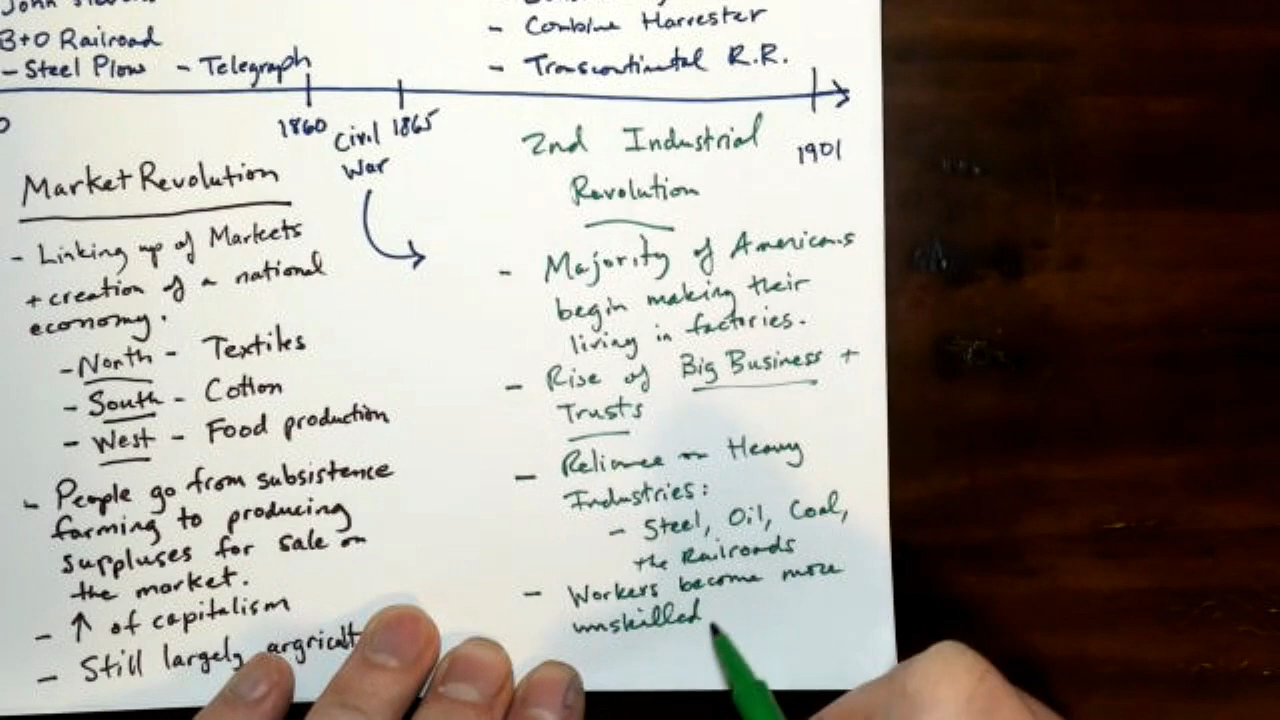 B+O Railroad
- Steel Plow - Telegraph
- Combine Harvester
- Transcontinental R.R.
1860
Civil
War
1865
1901
Market Revolution
- Linking up of Markets
+ creation of a national
economy.
- North - Textiles
- South - Cotton
- West - Food production
- People go from subsistence
farming to producing
surpluses for sale on
the market.
- ↑ of capitalism
- Still largely argricult
2nd Industrial
Revolution
- Majority of Americans
begin making their
living in factories.
- Rise of Big Business +
Trusts
- Reliance on Heavy
Industries:
- Steel, Oil, Coal,
the Railroads
- Workers become more
unskilled